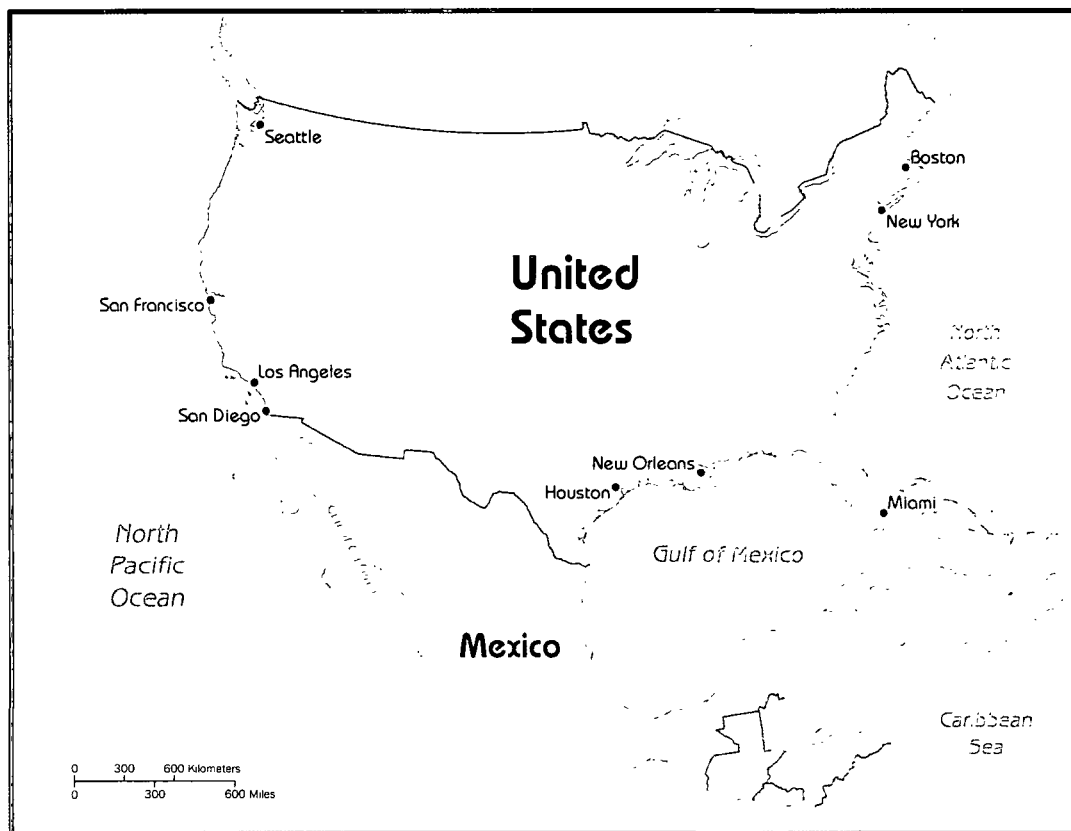 Seattle
Boston
New York
United
States
San Francisco
North
Atlantic
Ocean
Los Angeles
San Diego
New Orleans
Houston
Miami
North
Pacific
Ocean
Gulf of Mexico
Mexico
Caribbean
Sea
0 300 600 Kilometers
0 300 600 Miles